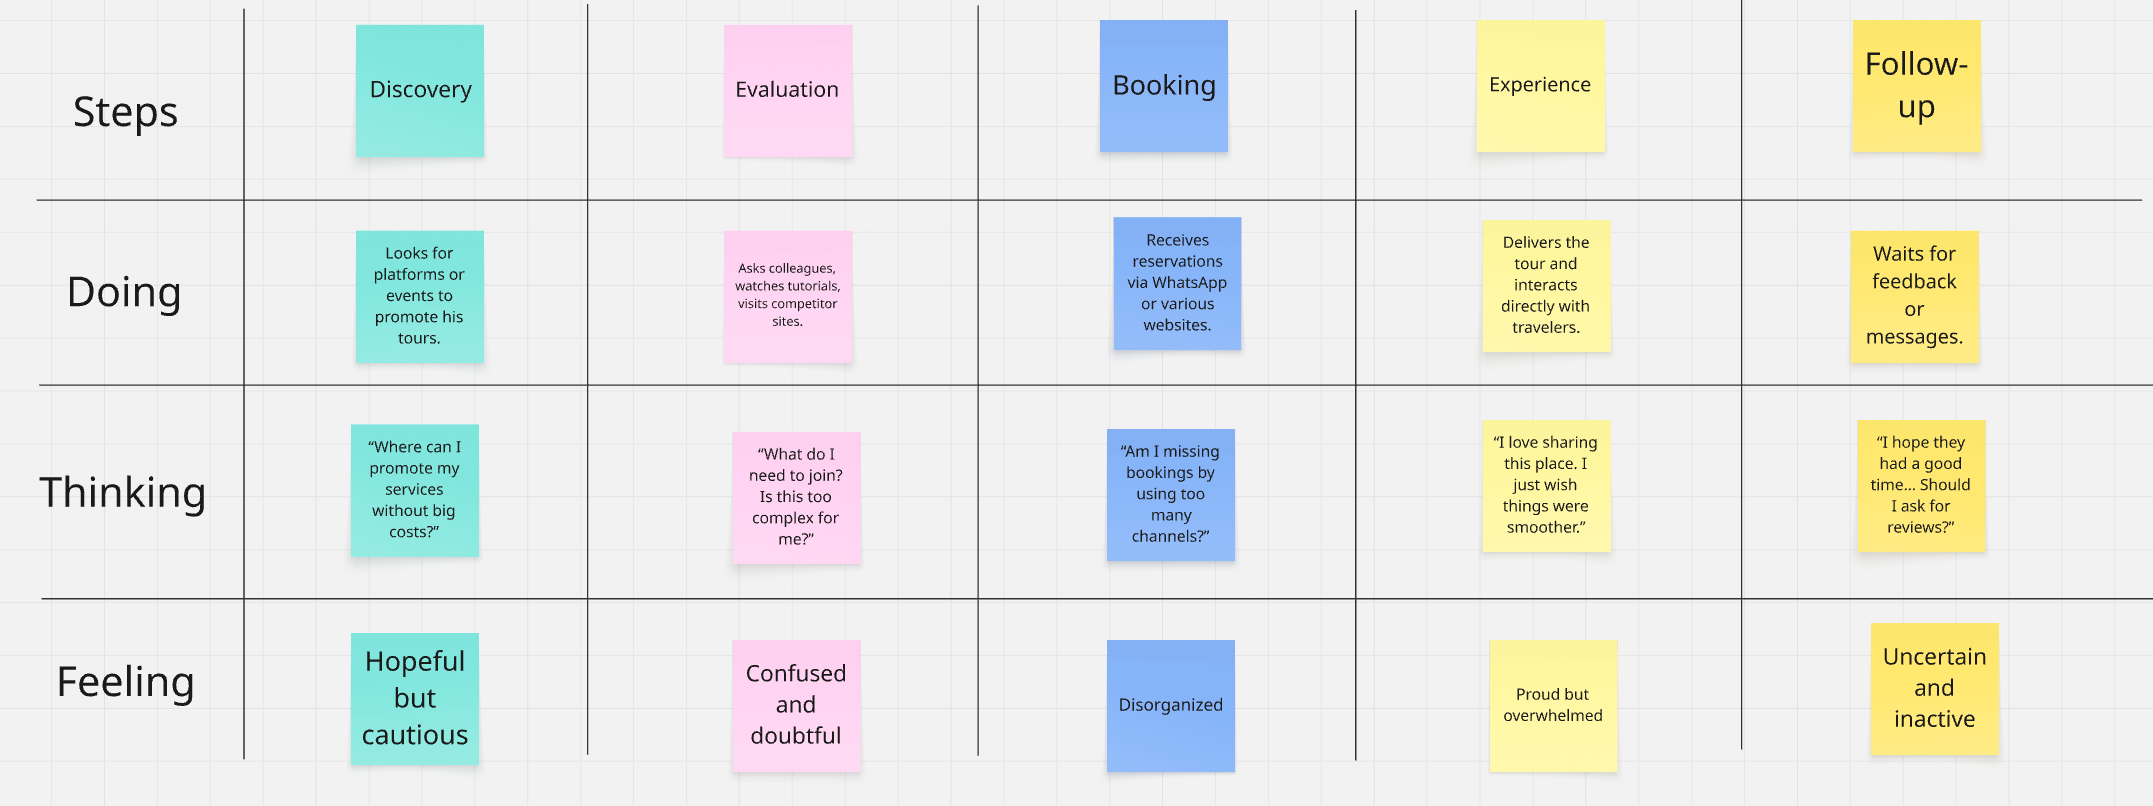 Steps
Discovery
Evaluation
Booking
Experience
Follow-
up
Doing
Looks for
platforms or
events to
promote his
tours.
Asks colleagues,
watches tutorials,
visits competitor
sites.
Receives
reservations
via WhatsApp
or various
websites.
Delivers the
tour and
interacts
directly with
travelers.
Waits for
feedback
or
messages.
Thinking
“Where can I
promote my
services
without big
costs?”
“What do I
need to join?
Is this too
complex for
me?”
“Am I missing
bookings by
using too
many
channels?”
“I love sharing
this place. I
just wish
things were
smoother.”
“I hope they
had a good
time... Should
I ask for
reviews?”
Feeling
Hopeful
but
cautious
Confused
and
doubtful
Disorganized
Proud but
overwhelmed
Uncertain
and
inactive